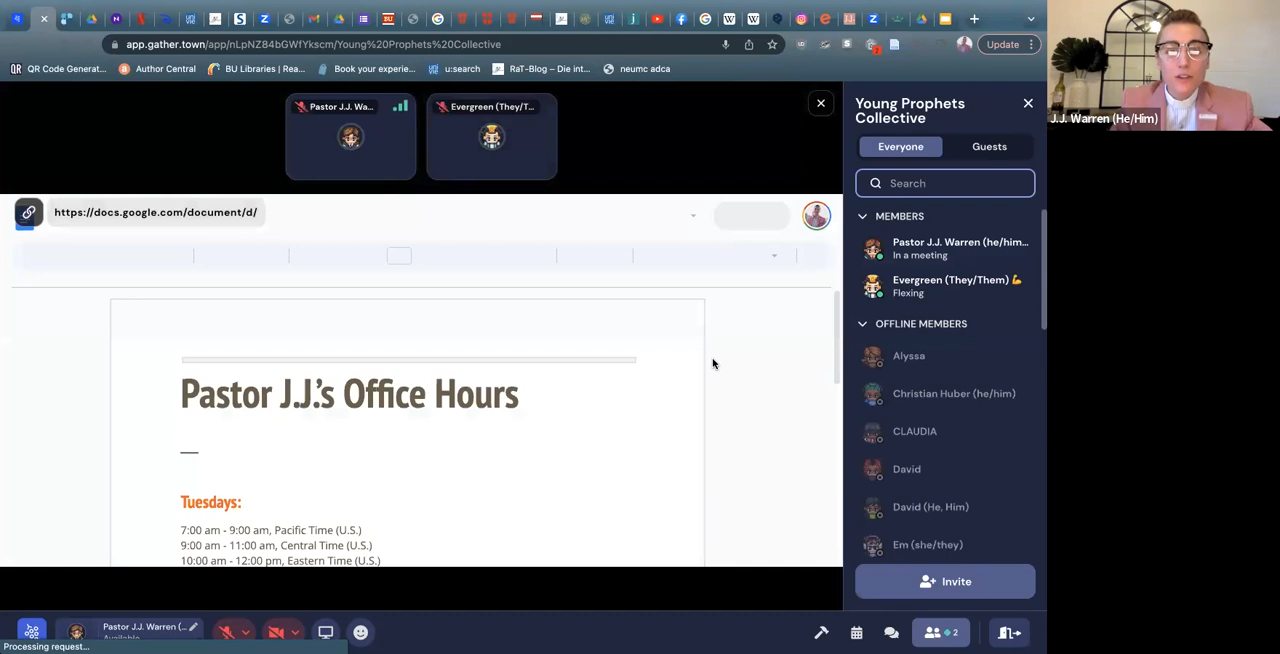 app.gather.town/app/nLpNZ84bGWfYkscm/Young%20Prophets%20Collective
Update
QR Code Generat...
Author Central
BU Libraries | Rea...
Book your experie...
u:search
RaT-Blog – Die int...
neumc adca
Pastor J.J. Wa...
Evergreen (They/T...
https://docs.google.com/document/d/
Pastor J.J.'s Office Hours
Tuesdays:
7:00 am - 9:00 am, Pacific Time (U.S.)
9:00 am - 11:00 am, Central Time (U.S.)
10:00 am - 12:00 pm, Eastern Time (U.S.)
Young Prophets
Collective
Everyone
Guests
Search
MEMBERS
Pastor J.J. Warren (he/him...
In a meeting
Evergreen (They/Them) 💪
Flexing
OFFLINE MEMBERS
Alyssa
Christian Huber (he/him)
CLAUDIA
David
David (He, Him)
Em (she/they)
Invite
J.J. Warren (He/Him)
Pastor J.J. Warren (...
Available
2
Processing request...